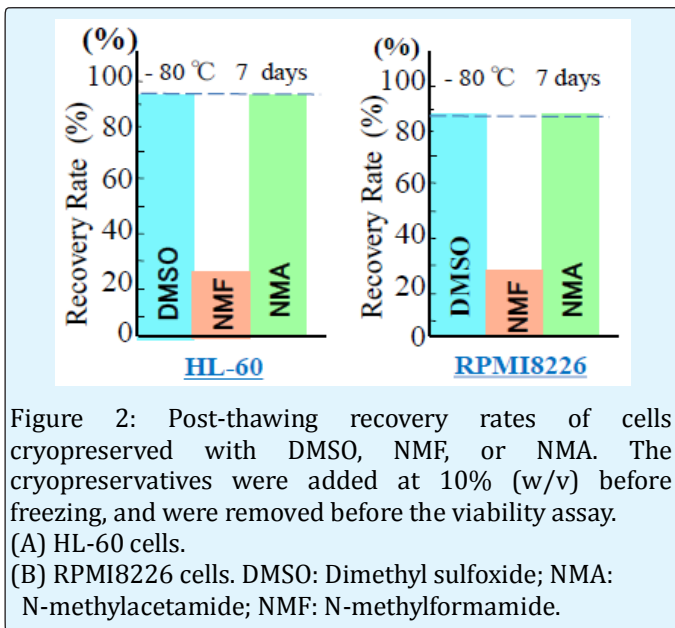 (%)
- 80 °C 7 days
Recovery Rate (%)
100
80
60
40
20
0
DMSO
NMF
NMA
HL-60
(%)
- 80 °C 7 days
Recovery Rate (%)
100
80
60
40
20
0
DMSO
NMF
NMA
RPMI8226
Figure 2: Post-thawing recovery rates of cells
cryopreserved with DMSO, NMF, or NMA. The
cryopreservatives were added at 10% (w/v) before
freezing, and were removed before the viability assay.
(A) HL-60 cells.
(B) RPMI8226 cells. DMSO: Dimethyl sulfoxide; NMA:
N-methylacetamide; NMF: N-methylformamide.